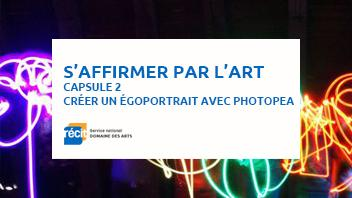 S'AFFIRMER PAR L'ART
CAPSULE 2
CRÉER UN ÉGOPORTRAIT AVEC PHOTOPEA
récit
Service national
DOMAINE DES ARTS